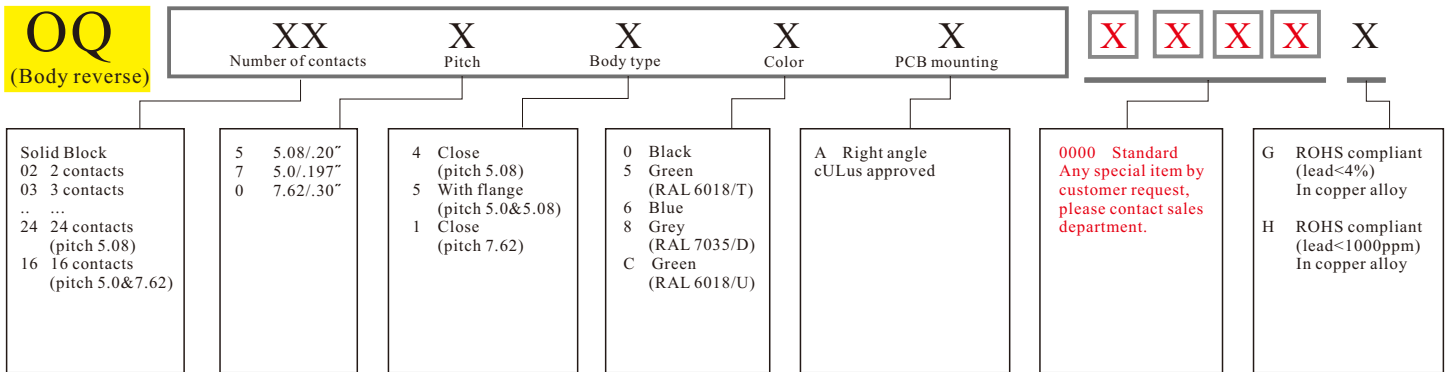 OQ
(Body reverse)
XX X X X X
Number of contacts Pitch Body type Color PCB mounting
X X X X X
Solid Block
02 2 contacts
03 3 contacts
.. ...
24 24 contacts
(pitch 5.08)
16 16 contacts
(pitch 5.0&7.62)
5 5.08/.20″
7 5.0/.197″
0 7.62/.30″
4 Close
(pitch 5.08)
5 With flange
(pitch 5.0&5.08)
1 Close
(pitch 7.62)
0 Black
5 Green
(RAL 6018/T)
6 Blue
8 Grey
(RAL 7035/D)
C Green
(RAL 6018/U)
A Right angle
cULus approved
0000 Standard
Any special item by
customer request,
please contact sales
department.
G ROHS compliant
(lead<4%)
In copper alloy
H ROHS compliant
(lead<1000ppm)
In copper alloy